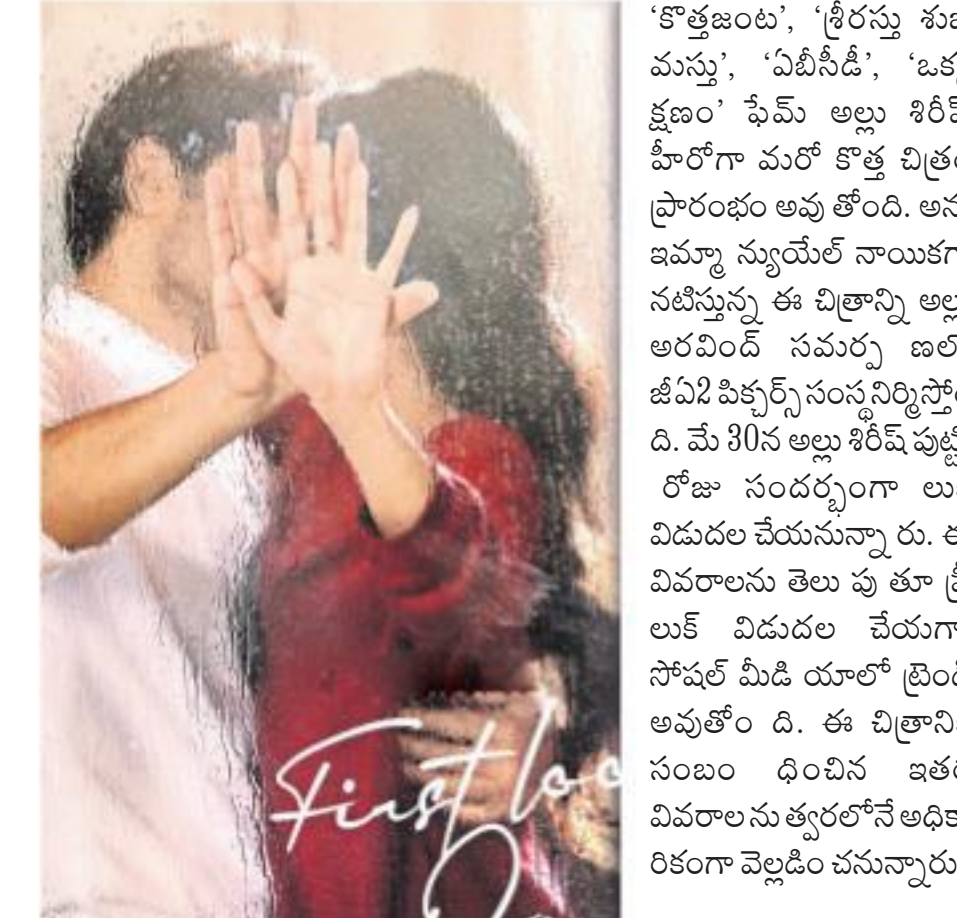 ‘కొత్తజంట’, ‘శ్రీరస్తు శుభ
మస్తు’, ‘ఏబీసీడీ’, ‘ఒక్క
క్షణం’ ఫేమ్ అల్లు శిరీష్
హీరోగా మరో కొత్త చిత్రం
ప్రారంభం అవు తోంది. అను
ఇమ్మా న్యుయేల్ నాయికగా
నటిస్తున్న ఈ చిత్రాన్ని అల్లు
అరవింద్ సమర్ప ణలో
జీఏ2 పిక్చర్స్ సంస్థ నిర్మిస్తోం
ది. మే 30న అల్లు శిరీష్ పుట్టి
రోజు సందర్భంగా లుక్
విడుదల చేయనున్నా రు. ఈ
వివరాలను తెలు పు తూ ప్రీ
లుక్ విడుదల చేయగా
సోషల్ మీడి యాలో ట్రెండ్
అవుతోం ది. ఈ చిత్రానికి
సంబం ధించిన ఇతర
వివరాల ను త్వరలోనే అధికా
రికంగా వెల్లడిం చనున్నారు
First loo